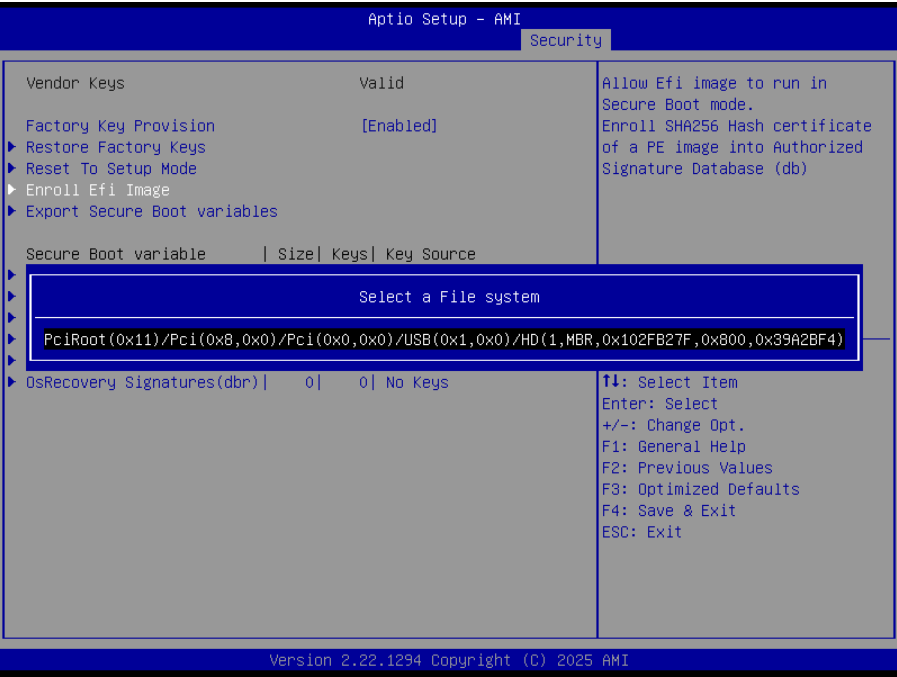 Aptio Setup – AMI
Security
Vendor Keys Valid
Factory Key Provision [Enabled]
Restore Factory Keys
Reset To Setup Mode
Enroll Efi Image
Export Secure Boot variables
Secure Boot variable | Size| Keys| Key Source
Select a File system
PciRoot(0x11)/Pci(0x8,0x0)/Pci(0x0,0x0)/USB(0x1,0x0)/HD(1,MBR,0x102FB27F,0x800,0x39A2BF4)
OsRecovery Signatures(dbr)| 0| 0| No Keys
Allow Efi image to run in
Secure Boot mode.
Enroll SHA256 Hash certificate
of a PE image into Authorized
Signature Database (db)
↑↓: Select Item
Enter: Select
+/-: Change Opt.
F1: General Help
F2: Previous Values
F3: Optimized Defaults
F4: Save & Exit
ESC: Exit
Version 2.22.1294 Copyright (C) 2025 AMI